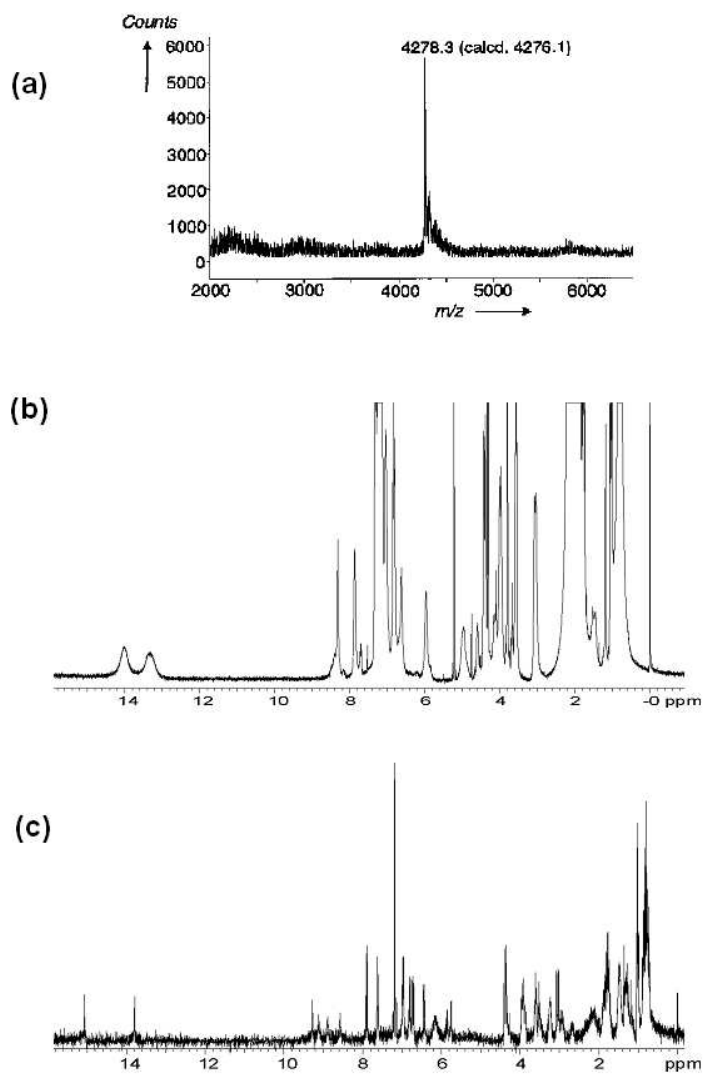 Counts
6000
4278.3 (calcd. 4276.1)
(a)
5000
4000
3000
2000
1000
0
2000 3000 4000 5000 6000
m/z
(b)
14 12 10 8 6 4 2 -0 ppm
(c)
14 12 10 8 6 4 2 ppm